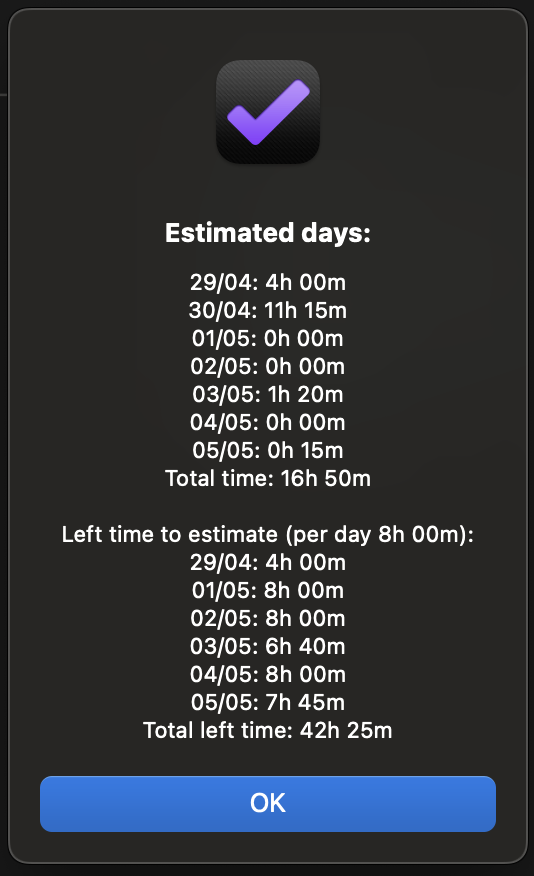 Estimated days:
29/04: 4h 00m
30/04: 11h 15m
01/05: 0h 00m
02/05: 0h 00m
03/05: 1h 20m
04/05: 0h 00m
05/05: 0h 15m
Total time: 16h 50m
Left time to estimate (per day 8h 00m):
29/04: 4h 00m
01/05: 8h 00m
02/05: 8h 00m
03/05: 6h 40m
04/05: 8h 00m
05/05: 7h 45m
Total left time: 42h 25m
OK